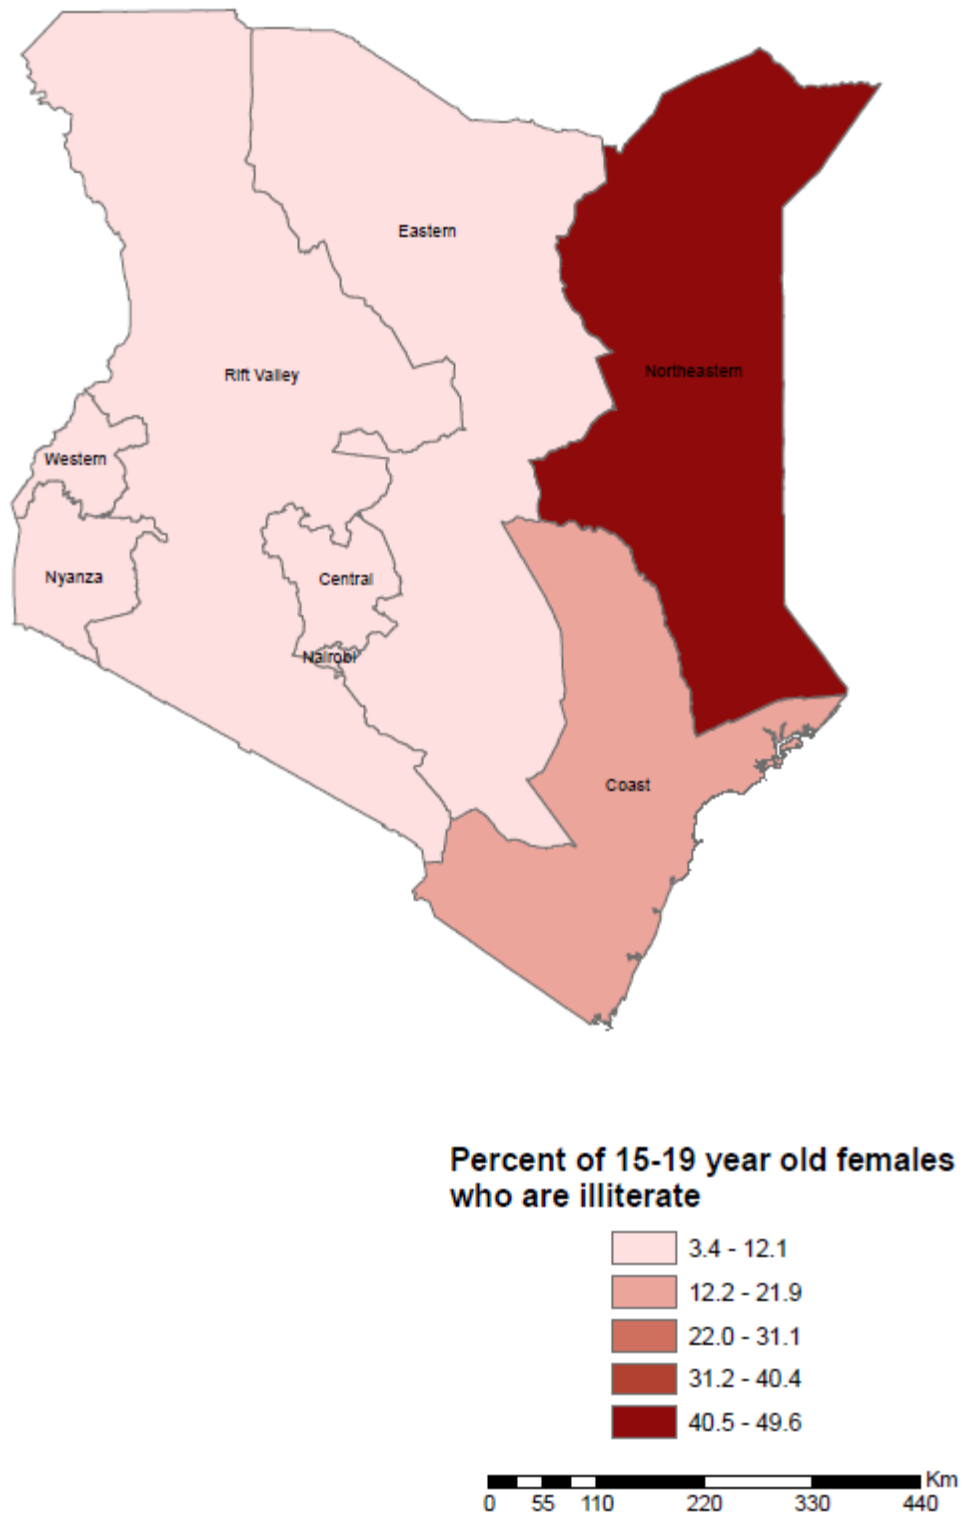 Eastern
Northeastern
Rift Valley
Western
Nyanza
Central
Nairobi
Coast
Percent of 15-19 year old females
who are illiterate
3.4 - 12.1
12.2 - 21.9
22.0 - 31.1
31.2 - 40.4
40.5 - 49.6
Km
0 55 110 220 330 440